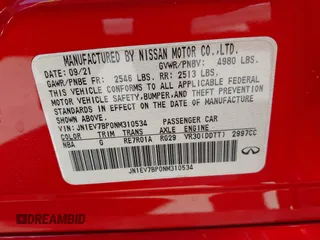 MANUFACTURED BY NISSAN MOTOR CO.,LTD.
DATE: 09/21 GVWR/PNBV: 4980 LBS.
GAWR/PNBE FR: 2546 LBS. RR: 2513 LBS.
THIS VEHICLE CONFORMS TO ALL APPLICABLE
FEDERAL MOTOR VEHICLE SAFETY, BUMPER,
AND THEFT PREVENTION STANDARDS IN
EFFECT ON THE DATE OF MANUFACTURE
SHOWN ABOVE.
JN1EV7BP0NM310534 PASSENGER CAR
COLOR TRIM TRANS AXLE ENGINE
NBA G RE7R01A RG29 VR30(DDTT) 2997CC
JN1EV7BP0NM310534
INFINITI
DREAMBID